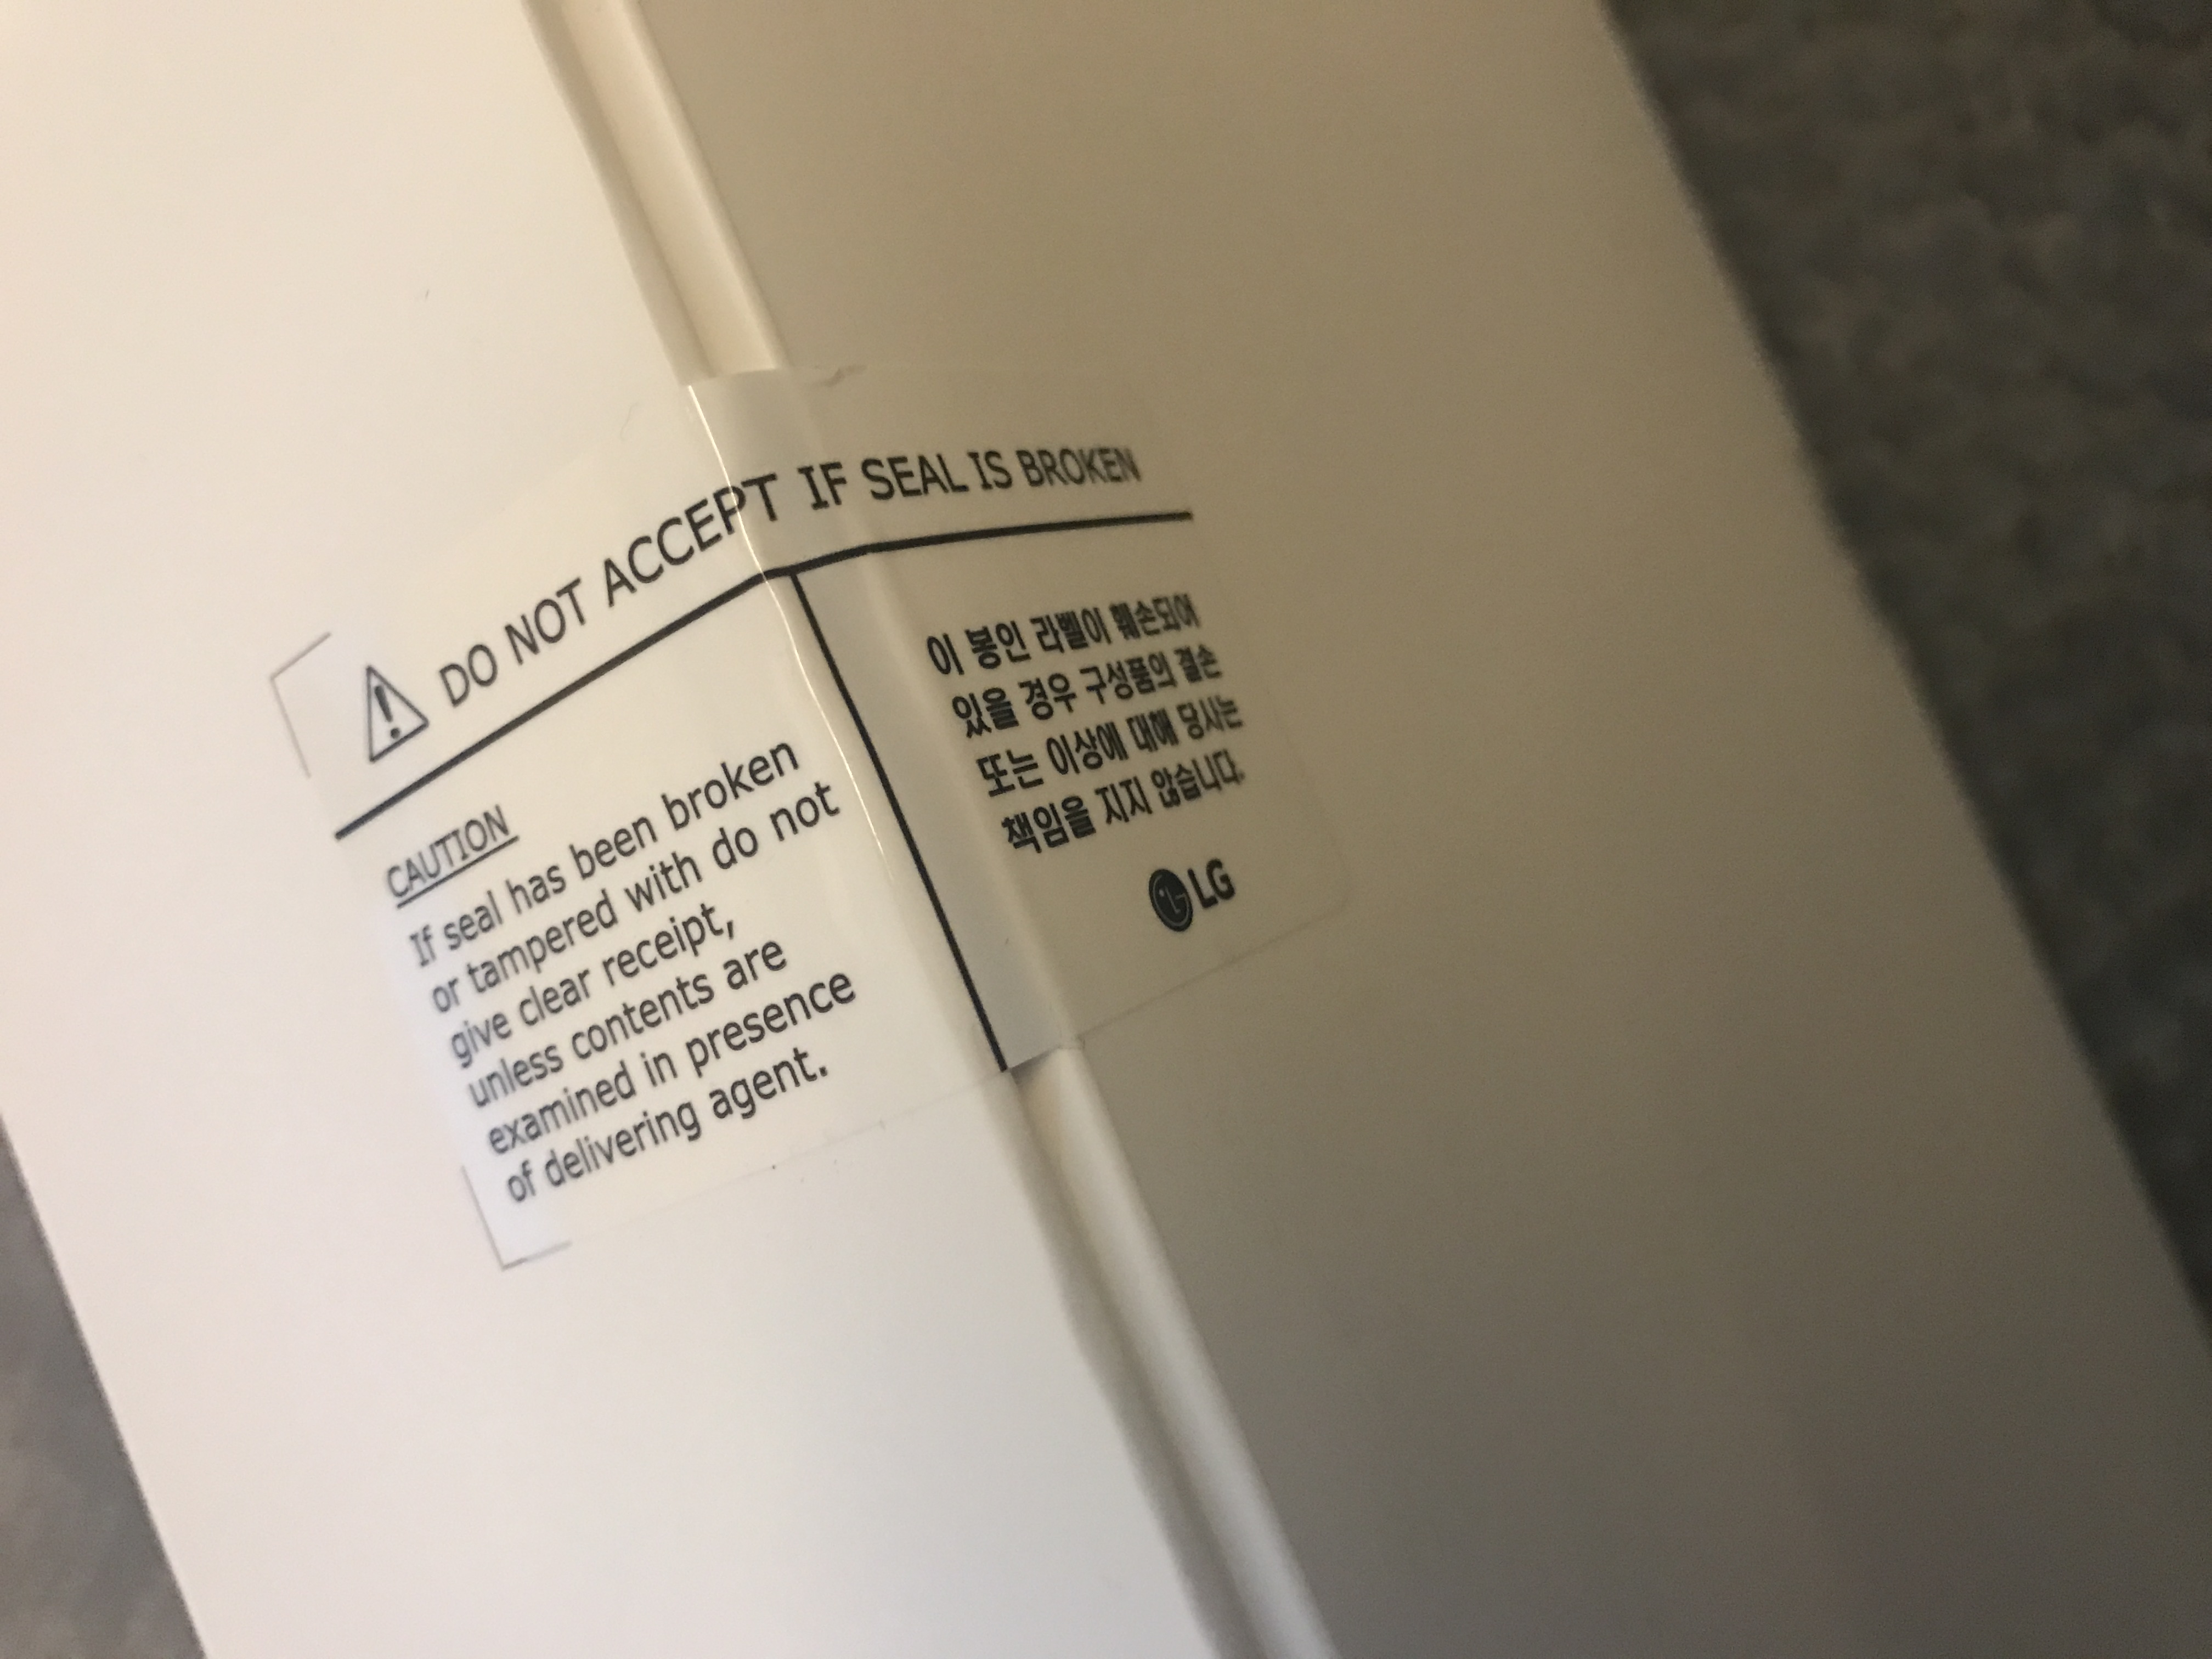 DO NOT ACCEPT IF SEAL IS BROKEN
CAUTION
If seal has been broken
or tampered with do not
give clear receipt,
unless contents are
examined in presence
of delivering agent.
이 봉인 라벨이 훼손되어
있을 경우 구성품의 결손
또는 이상에 대해 당사는
책임을 지지 않습니다.
LG